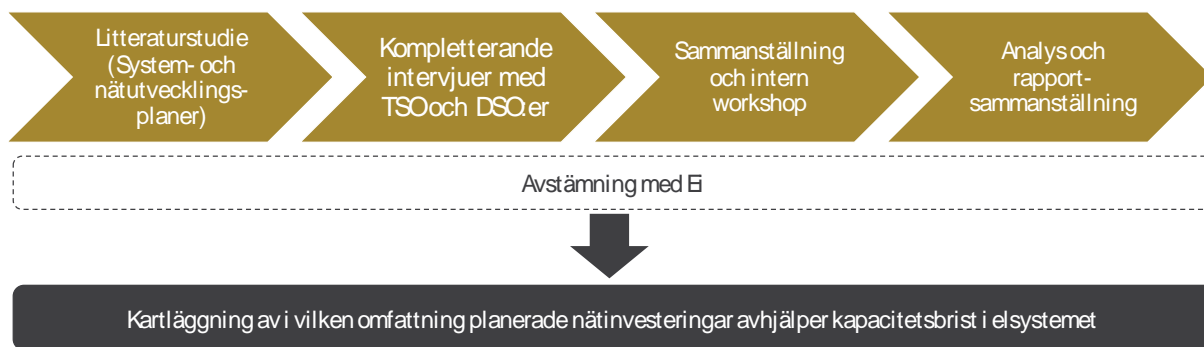 Litteraturstudie
(System- och
nätutvecklings-
planer)
Kompletterande
intervjuer med
TSO och DSO:er
Sammanställning
och intern
workshop
Analys och
rapport-
sammanställning
Avstämning med Ei
Kartläggning av i vilken omfattning planerade nätinvesteringar avhjälper kapacitetsbrist i elsystemet